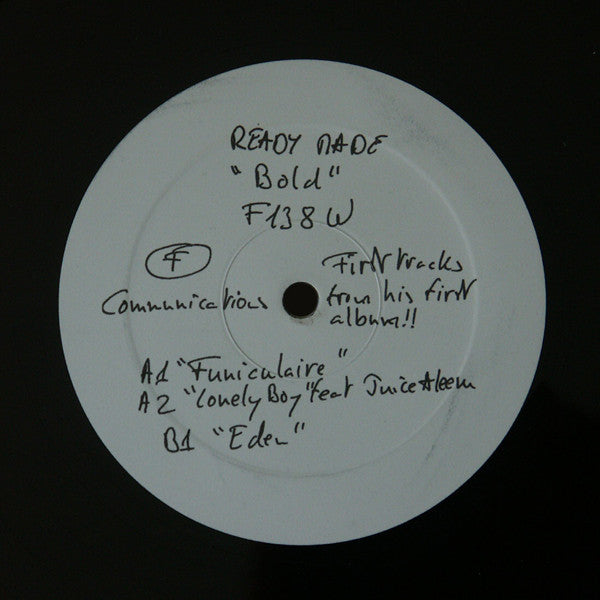 READY MADE
"Bold"
F138W
F
Communications
First tracks
from his first
album!!
A1 "Funiculaire"
A2 "Lonely Boy" feat Juice Aleem
B1 "Eden"